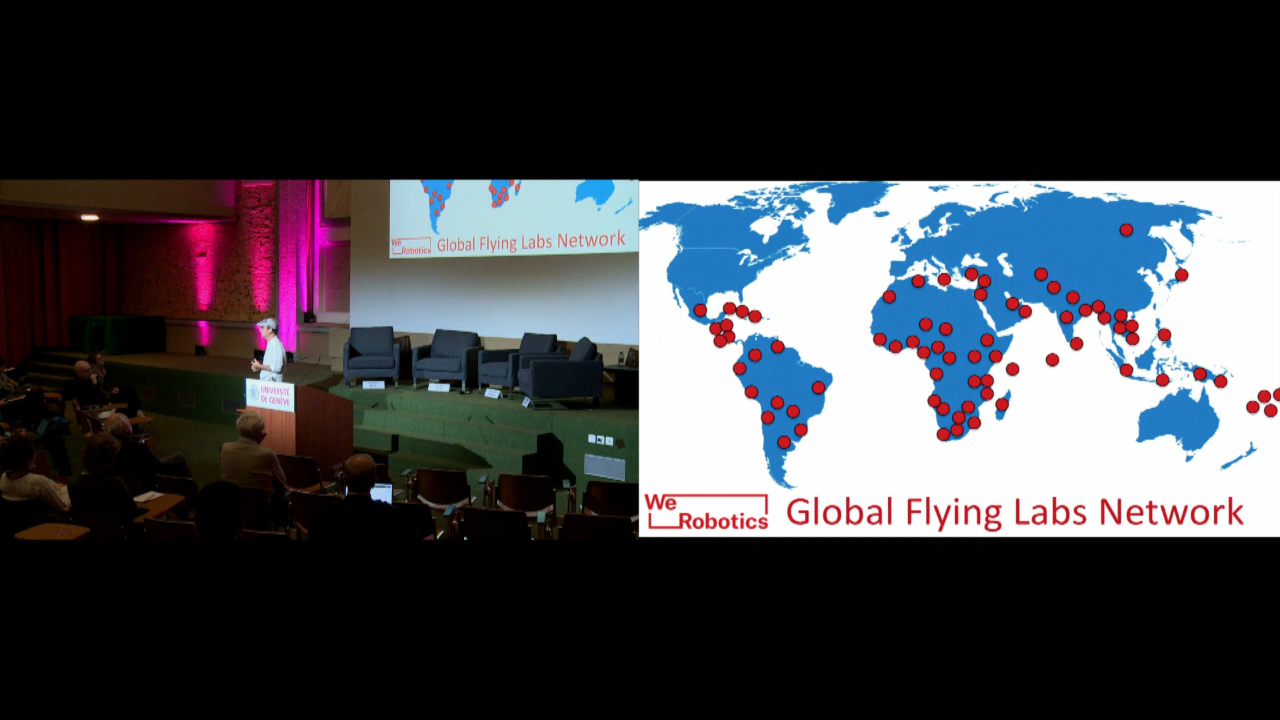 We
Robotics
Global Flying Labs Network
UNIVERSITÉ
DE GENÈVE
We
Robotics
Global Flying Labs Network